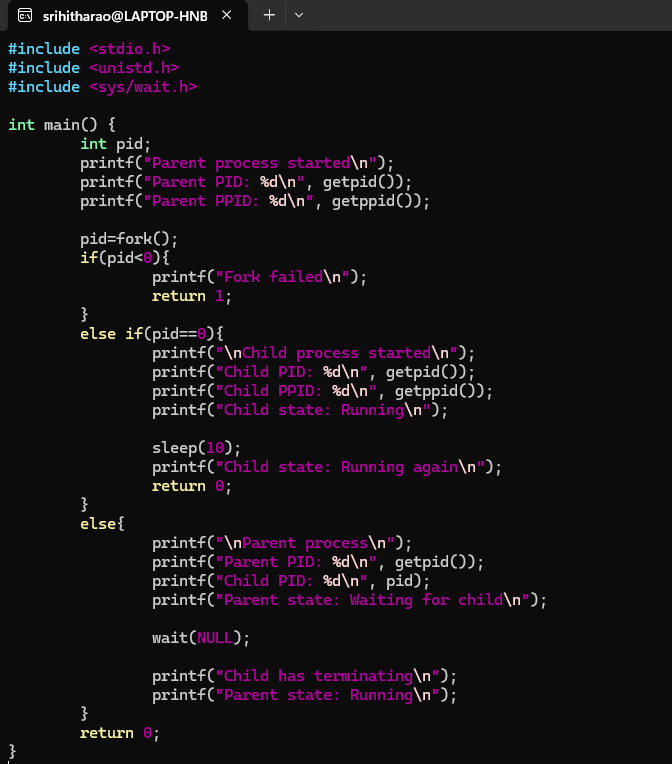 srihitharao@LAPTOP-HNB
#include <stdio.h>
#include <unistd.h>
#include <sys/wait.h>

int main() {
        int pid;
        printf("Parent process started\n");
        printf("Parent PID: %d\n", getpid());
        printf("Parent PPID: %d\n", getppid());

        pid=fork();
        if(pid<0){
                printf("Fork failed\n");
                return 1;
        }
        else if(pid==0){
                printf("\nChild process started\n");
                printf("Child PID: %d\n", getpid());
                printf("Child PPID: %d\n", getppid());
                printf("Child state: Running\n");

                sleep(10);
                printf("Child state: Running again\n");
                return 0;
        }
        else{
                printf("\nParent process\n");
                printf("Parent PID: %d\n", getpid());
                printf("Child PID: %d\n", pid);
                printf("Parent state: Waiting for child\n");

                wait(NULL);

                printf("Child has terminating\n");
                printf("Parent state: Running\n");
        }
        return 0;
}